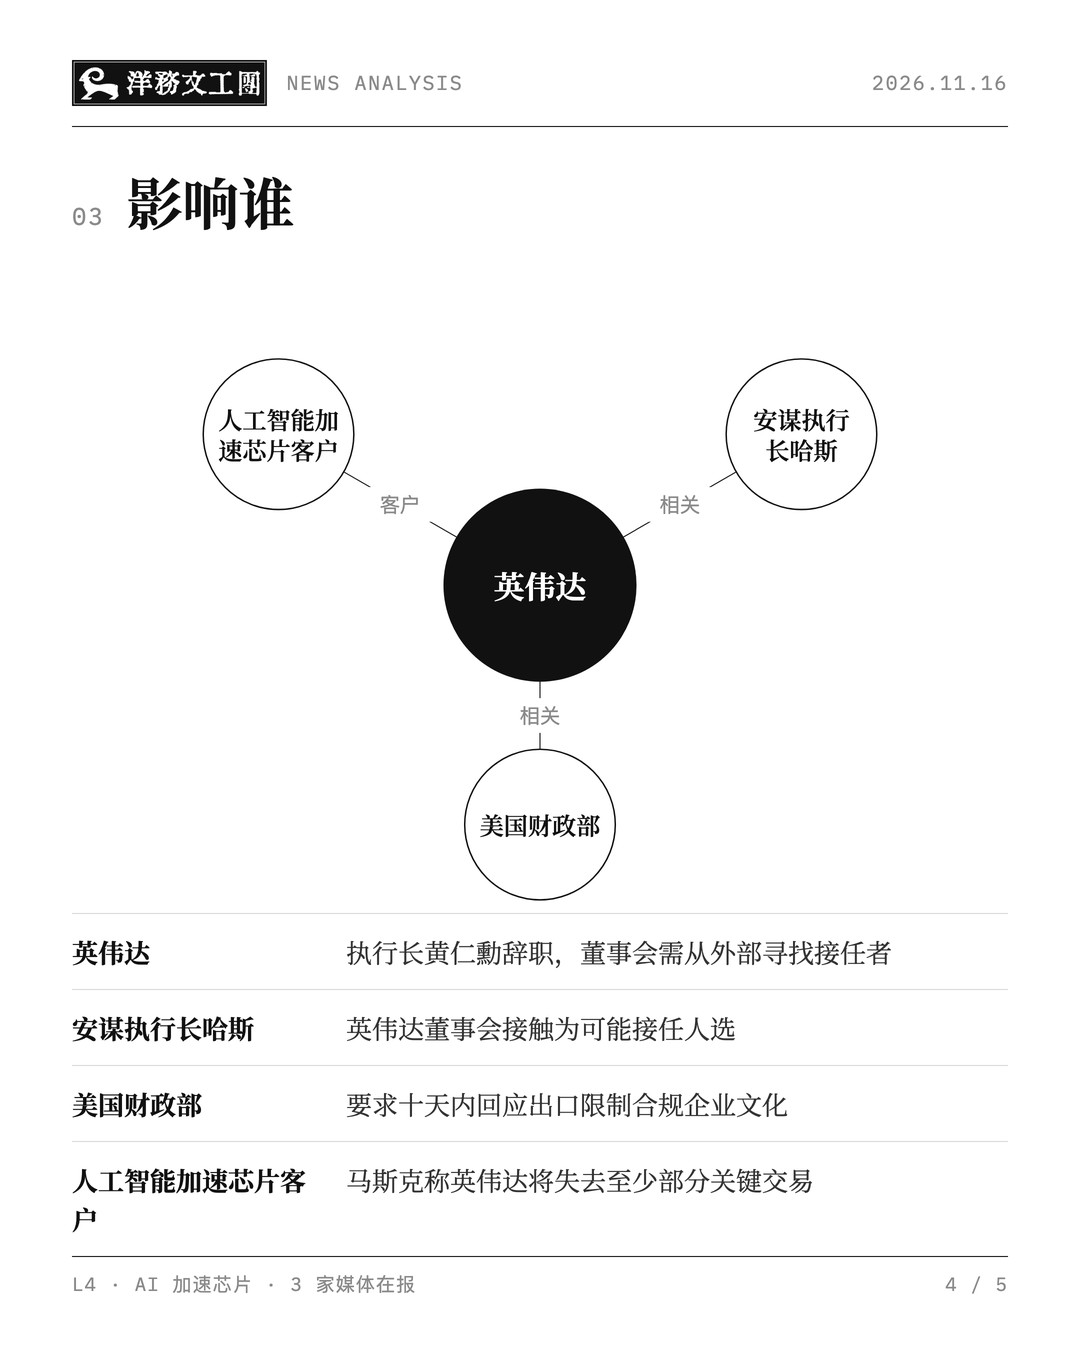 洋務文工團 NEWS ANALYSIS 2026.11.16
03 影响谁
人工智能加
速芯片客户
安谋执行
长哈斯
客户
相关
英伟达
相关
美国财政部
英伟达 执行长黄仁勳辞职，董事会需从外部寻找接任者
安谋执行长哈斯 英伟达董事会接触为可能接任人选
美国财政部 要求十天内回应出口限制合规企业文化
人工智能加速芯片客 马斯克称英伟达将失去至少部分关键交易
户
L4 · AI 加速芯片 · 3 家媒体在报 4 / 5